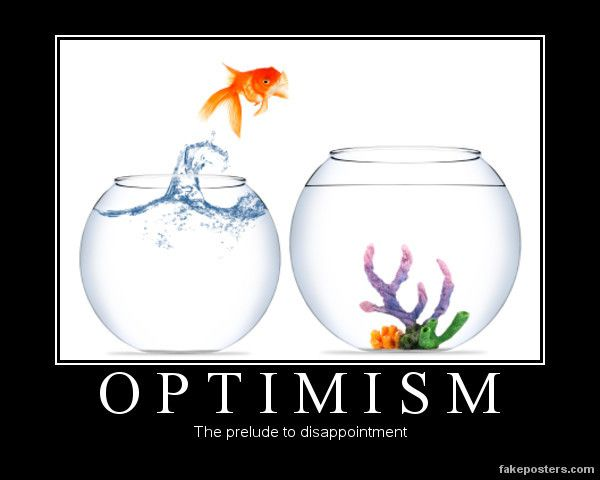 OPTIMISM
The prelude to disappointment
fakeposters.com